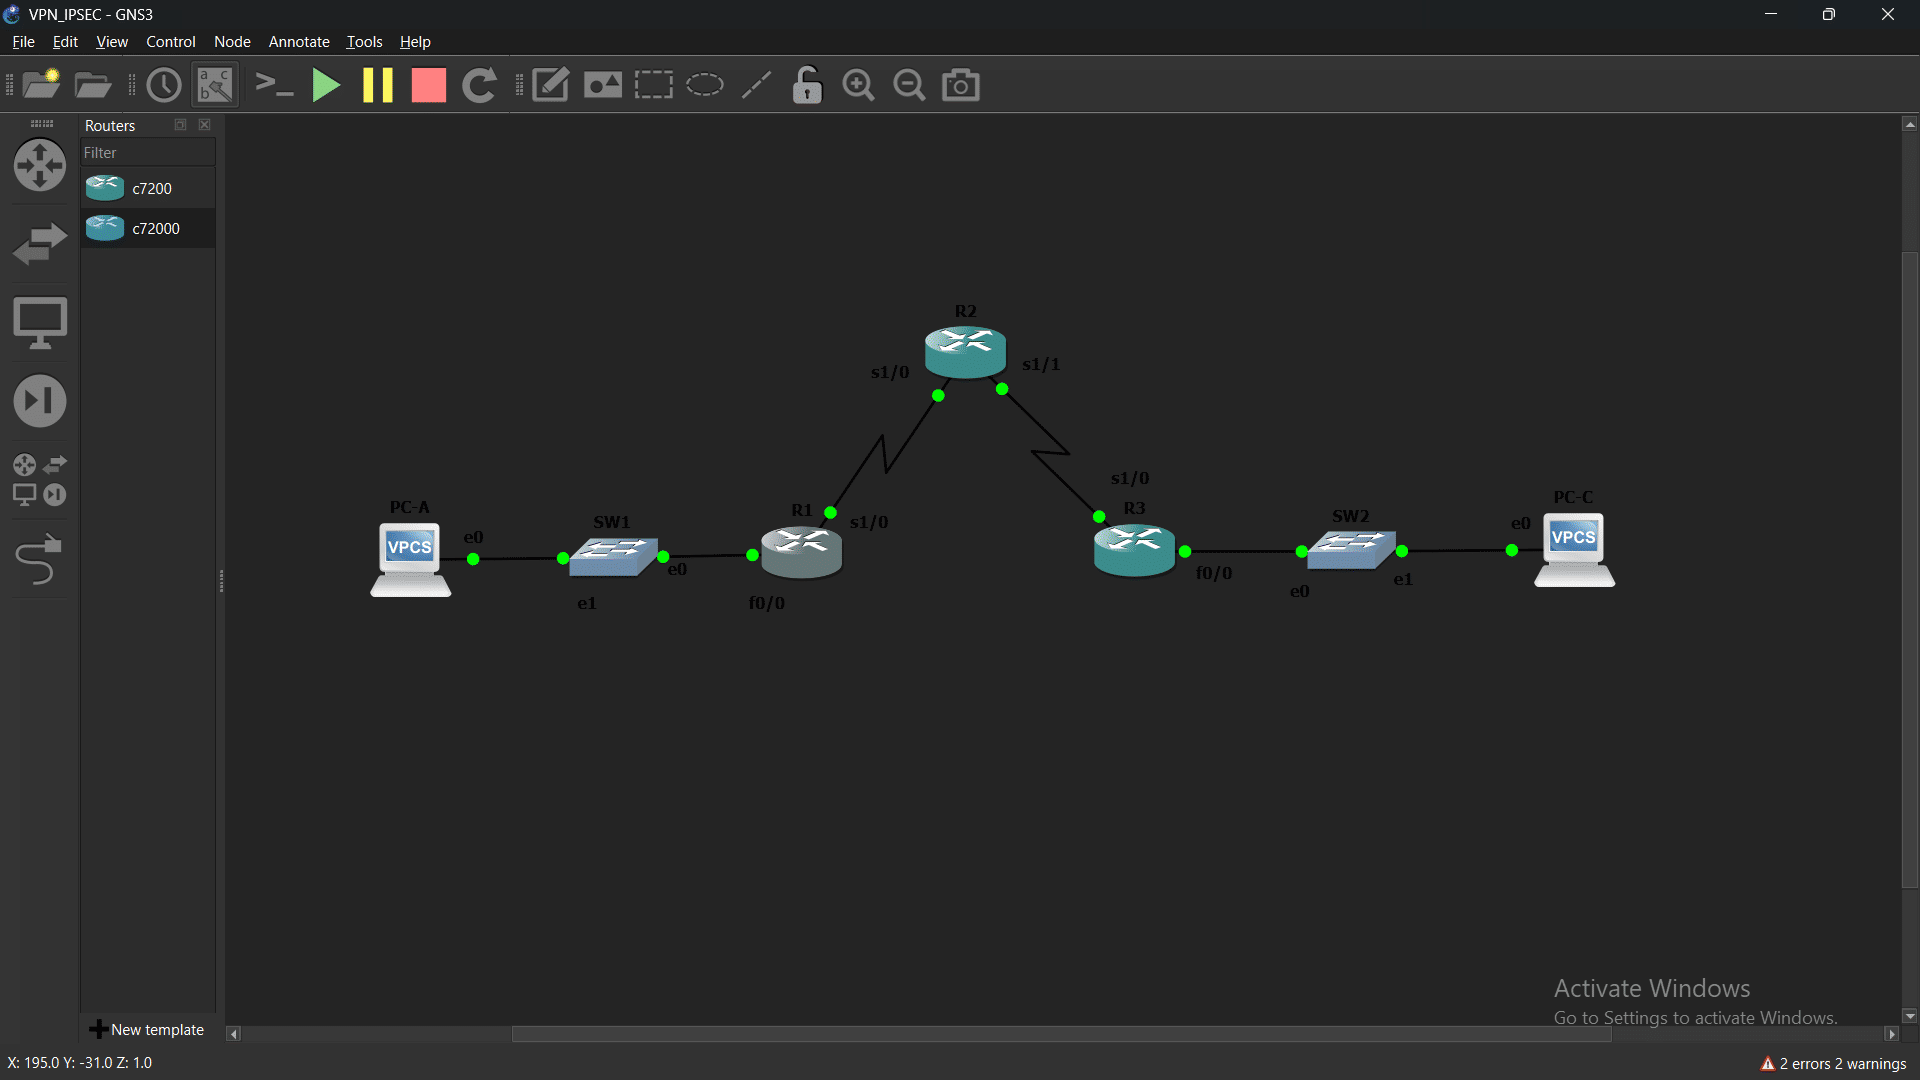 VPN_IPSEC - GNS3
File Edit View Control Node Annotate Tools Help
a c
b
Routers
Filter
c7200
c72000
R2
s1/0
s1/1
s1/0
PC-A
R1
R3
PC-C
VPCS
e0
SW1
s1/0
SW2
e0
VPCS
e0
e1
f0/0
f0/0
e0
e1
Activate Windows
Go to Settings to activate Windows.
New template
X: 195.0 Y: -31.0 Z: 1.0
2 errors 2 warnings